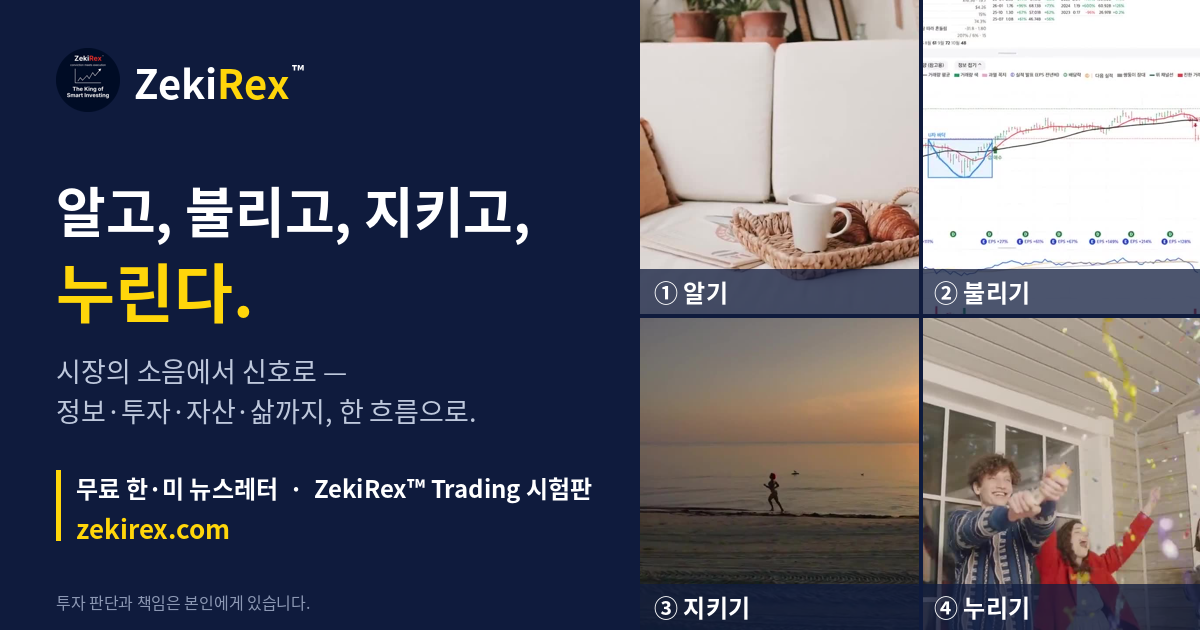 ZekiRex
The King of
Smart Investing
ZekiRex™
알고, 불리고, 지키고,
누린다.
시장의 소음에서 신호로 —
정보·투자·자산·삶까지, 한 흐름으로.
무료 한·미 뉴스레터 · ZekiRex™ Trading 시험판
zekirex.com
투자 판단과 책임은 본인에게 있습니다.
① 알기
정보 접기
② 불리기
③ 지키기
④ 누리기